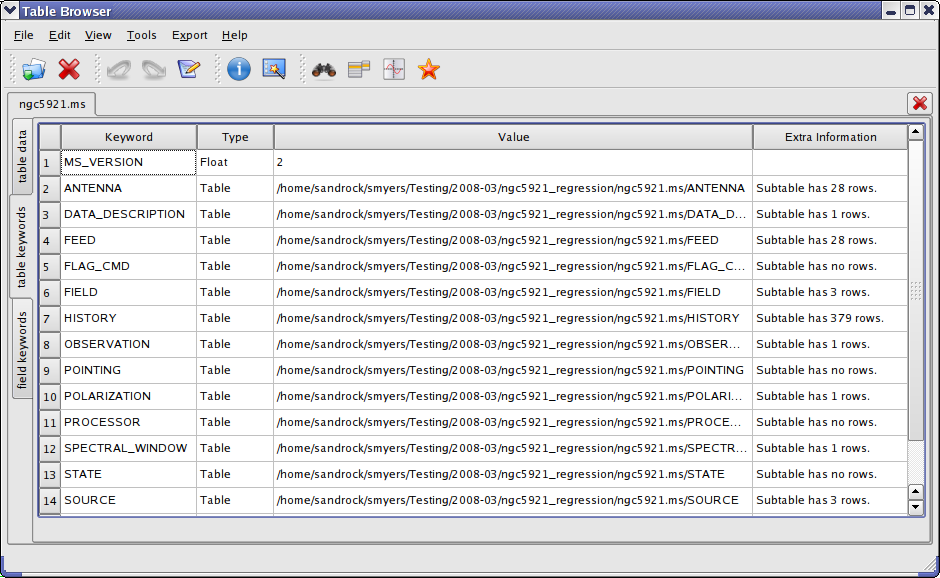 Table Browser
File Edit View Tools Export Help
ngc5921.ms
table data
table keywords
field keywords
Keyword Type Value Extra Information
1 MS_VERSION Float 2
2 ANTENNA Table /home/sandrock/smyers/Testing/2008-03/ngc5921_regression/ngc5921.ms/ANTENNA Subtable has 28 rows.
3 DATA_DESCRIPTION Table /home/sandrock/smyers/Testing/2008-03/ngc5921_regression/ngc5921.ms/DATA_D... Subtable has 1 rows.
4 FEED Table /home/sandrock/smyers/Testing/2008-03/ngc5921_regression/ngc5921.ms/FEED Subtable has 28 rows.
5 FLAG_CMD Table /home/sandrock/smyers/Testing/2008-03/ngc5921_regression/ngc5921.ms/FLAG_C... Subtable has no rows.
6 FIELD Table /home/sandrock/smyers/Testing/2008-03/ngc5921_regression/ngc5921.ms/FIELD Subtable has 3 rows.
7 HISTORY Table /home/sandrock/smyers/Testing/2008-03/ngc5921_regression/ngc5921.ms/HISTORY Subtable has 379 rows.
8 OBSERVATION Table /home/sandrock/smyers/Testing/2008-03/ngc5921_regression/ngc5921.ms/OBSER... Subtable has 1 rows.
9 POINTING Table /home/sandrock/smyers/Testing/2008-03/ngc5921_regression/ngc5921.ms/POINTING Subtable has no rows.
10 POLARIZATION Table /home/sandrock/smyers/Testing/2008-03/ngc5921_regression/ngc5921.ms/POLARI... Subtable has 1 rows.
11 PROCESSOR Table /home/sandrock/smyers/Testing/2008-03/ngc5921_regression/ngc5921.ms/PROCE... Subtable has no rows.
12 SPECTRAL_WINDOW Table /home/sandrock/smyers/Testing/2008-03/ngc5921_regression/ngc5921.ms/SPECTR... Subtable has 1 rows.
13 STATE Table /home/sandrock/smyers/Testing/2008-03/ngc5921_regression/ngc5921.ms/STATE Subtable has no rows.
14 SOURCE Table /home/sandrock/smyers/Testing/2008-03/ngc5921_regression/ngc5921.ms/SOURCE Subtable has 3 rows.